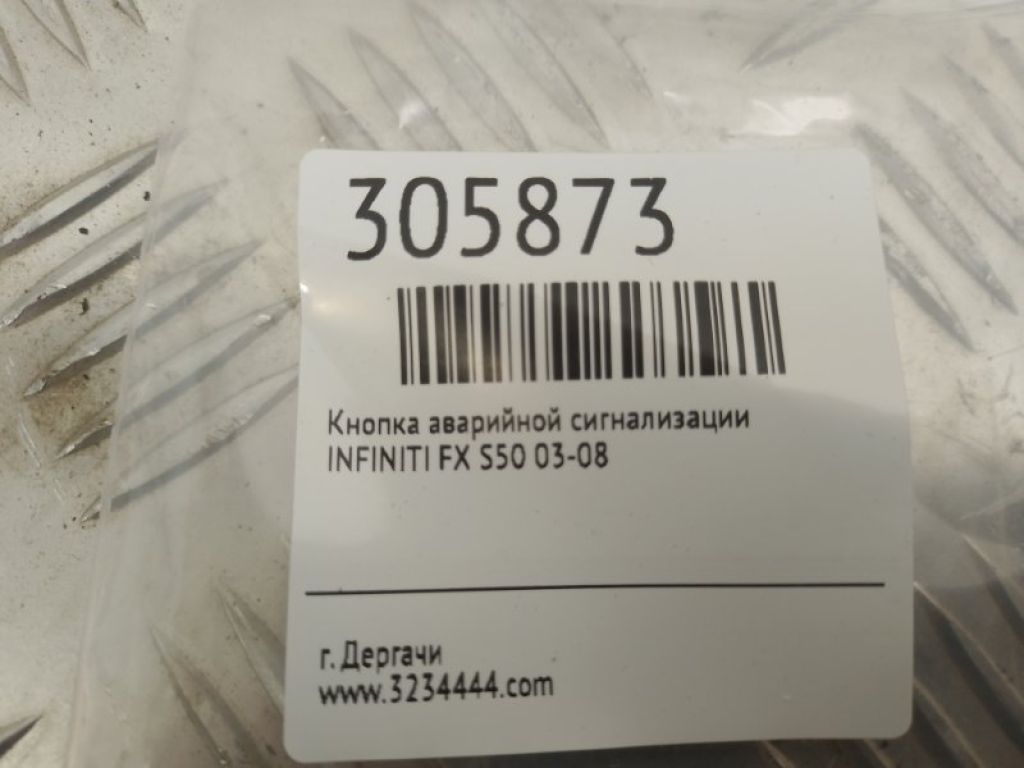 305873
Кнопка аварийной сигнализации
INFINITI FX S50 03-08
г. Дергачи
www.3234444.com